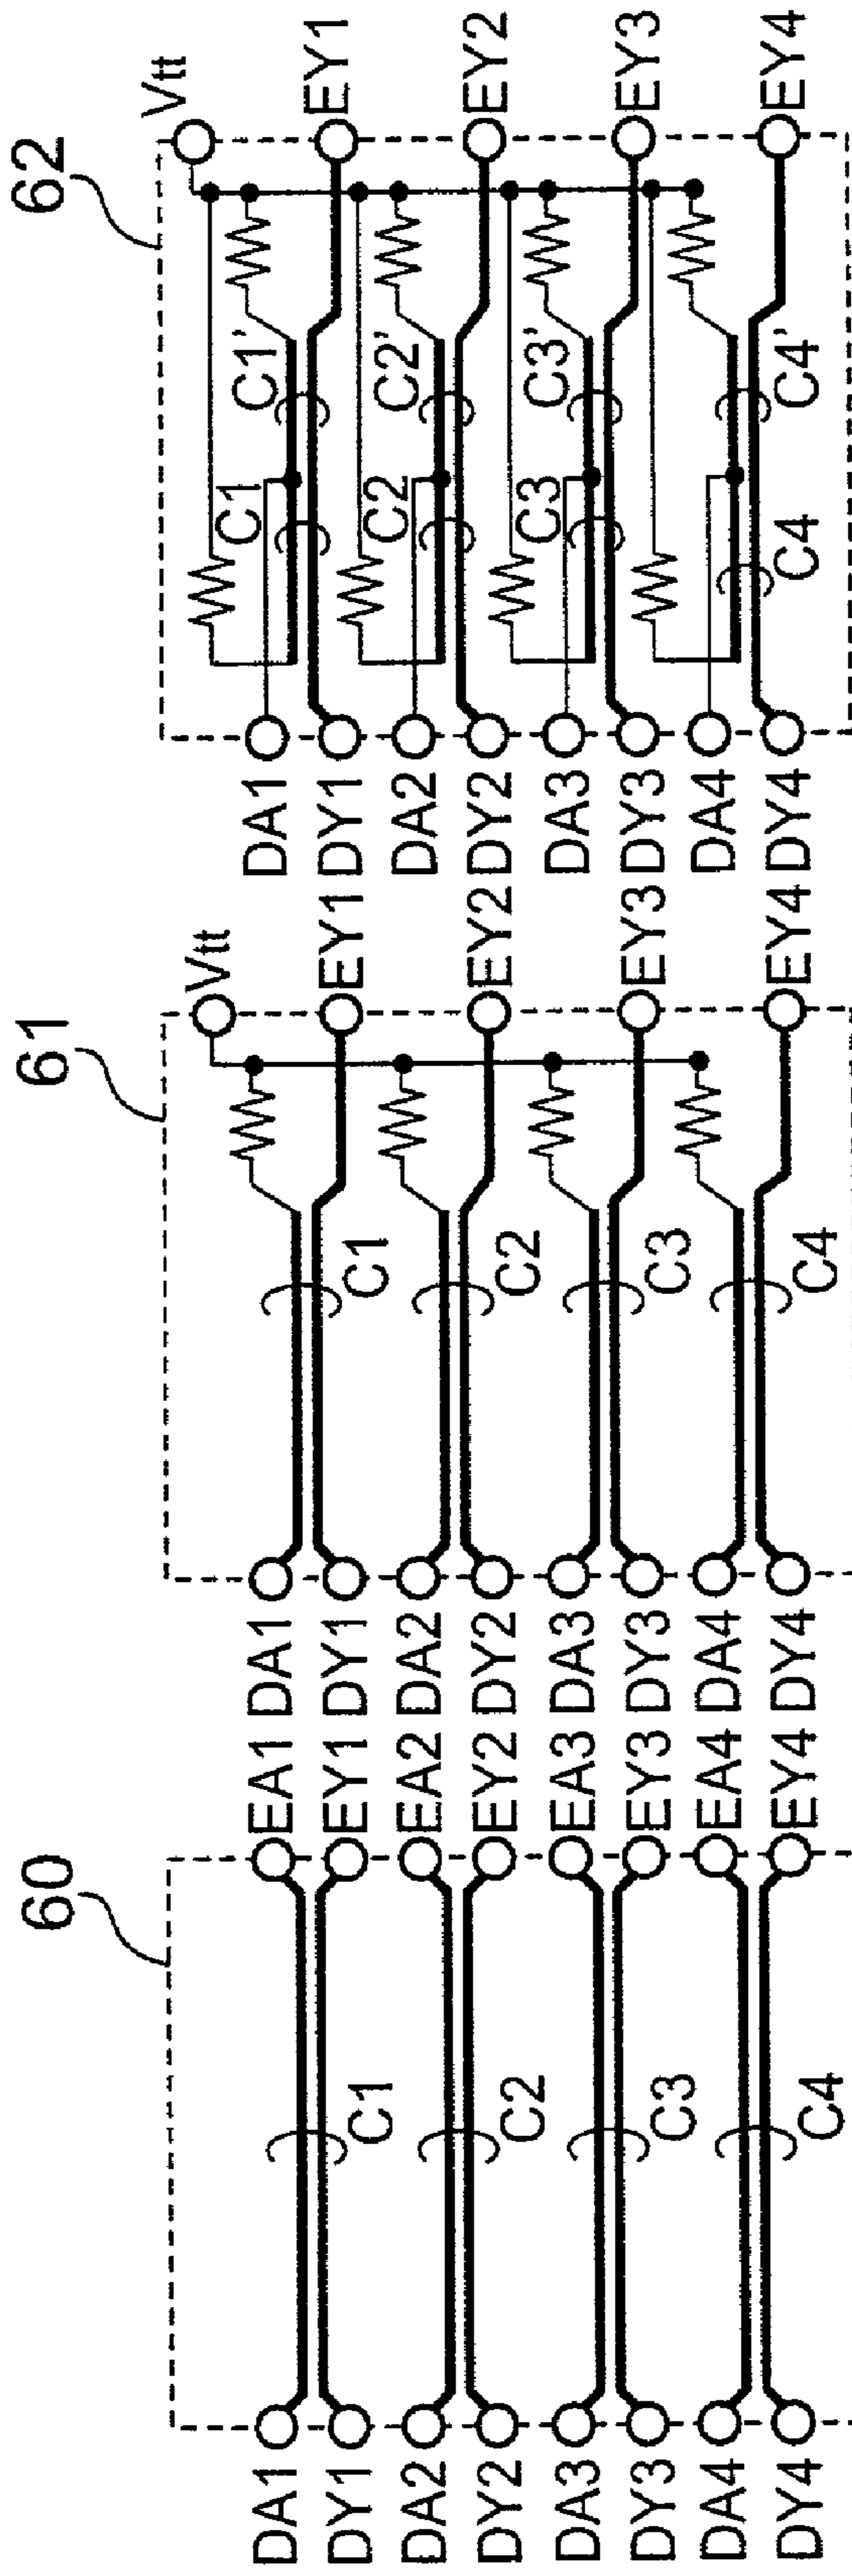 62
Vtt
EY1
EY2
EY3
EY4
C1 C1'
C2 C2'
C3 C3'
C4 C4'
DA1
DY1
DA2
DY2
DA3
DY3
DA4
DY4
61
Vtt
EY1
EY2
EY3
EY4
C1
C2
C3
C4
DA1
DY1
DA2
DY2
DA3
DY3
DA4
DY4
60
EA1
EY1
EA2
EY2
EA3
EY3
EA4
EY4
C1
C2
C3
C4
DA1
DY1
DA2
DY2
DA3
DY3
DA4
DY4